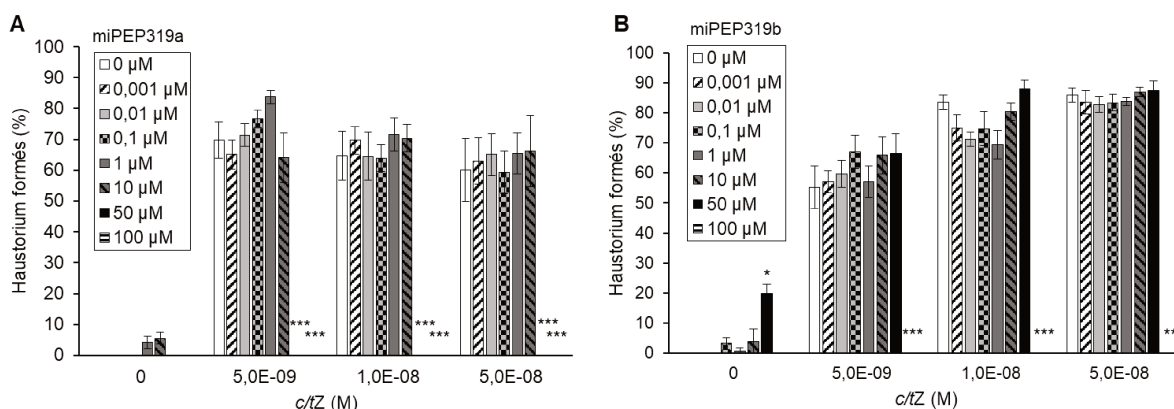 A
miPEP319a
0 µM
0,001 µM
0,01 µM
0,1 µM
1 µM
10 µM
50 µM
100 µM
Haustorium formés (%)
100
90
80
70
60
50
40
30
20
10
0
***
***
***
***
***
***
0
5,0E-09
1,0E-08
5,0E-08
c/tZ (M)
B
miPEP319b
0 µM
0,001 µM
0,01 µM
0,1 µM
1 µM
10 µM
50 µM
100 µM
Haustorium formés (%)
100
90
80
70
60
50
40
30
20
10
0
*
***
***
**
0
5,0E-09
1,0E-08
5,0E-08
c/tZ (M)